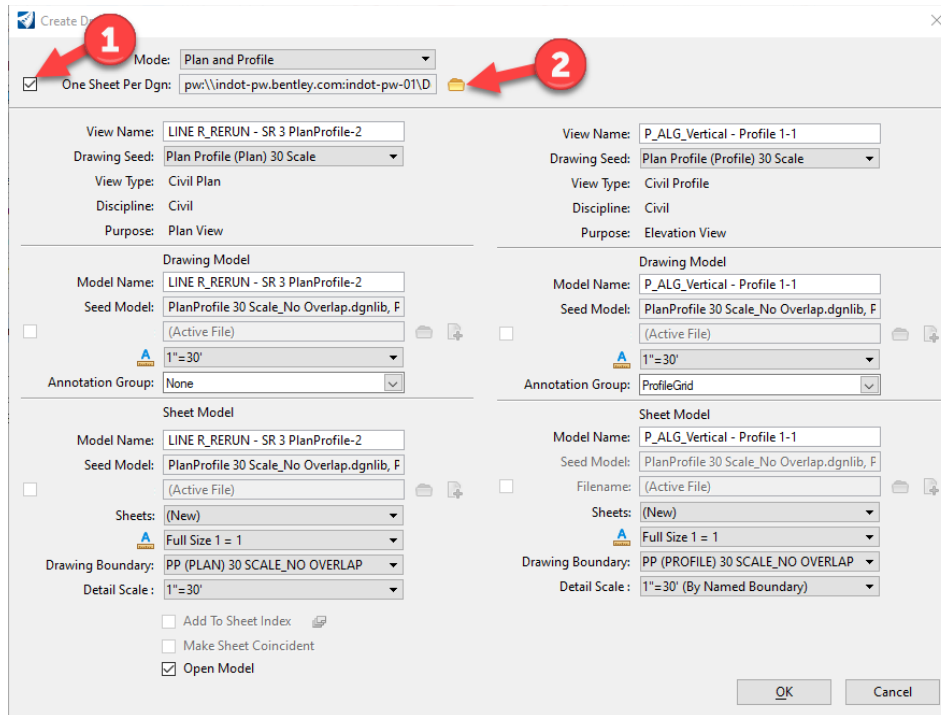 Create Dr
1
Mode: Plan and Profile
2
One Sheet Per Dgn: pw:\\indot-pw.bentley.com:indot-pw-01\D
View Name: LINE R_RERUN - SR 3 PlanProfile-2
Drawing Seed: Plan Profile (Plan) 30 Scale
View Type: Civil Plan
Discipline: Civil
Purpose: Plan View
Drawing Model
Model Name: LINE R_RERUN - SR 3 PlanProfile-2
Seed Model: PlanProfile 30 Scale_No Overlap.dgnlib, P
(Active File)
A 1"=30'
Annotation Group: None
Sheet Model
Model Name: LINE R_RERUN - SR 3 PlanProfile-2
Seed Model: PlanProfile 30 Scale_No Overlap.dgnlib, P
(Active File)
Sheets: (New)
A Full Size 1 = 1
Drawing Boundary: PP (PLAN) 30 SCALE_NO OVERLAP
Detail Scale : 1"=30'
Add To Sheet Index
Make Sheet Coincident
Open Model
View Name: P_ALG_Vertical - Profile 1-1
Drawing Seed: Plan Profile (Profile) 30 Scale
View Type: Civil Profile
Discipline: Civil
Purpose: Elevation View
Drawing Model
Model Name: P_ALG_Vertical - Profile 1-1
Seed Model: PlanProfile 30 Scale_No Overlap.dgnlib, P
(Active File)
A 1"=30'
Annotation Group: ProfileGrid
Sheet Model
Model Name: P_ALG_Vertical - Profile 1-1
Seed Model: PlanProfile 30 Scale_No Overlap.dgnlib, P
Filename: (Active File)
Sheets: (New)
A Full Size 1 = 1
Drawing Boundary: PP (PROFILE) 30 SCALE_NO OVERLAP
Detail Scale : 1"=30' (By Named Boundary)
OK
Cancel